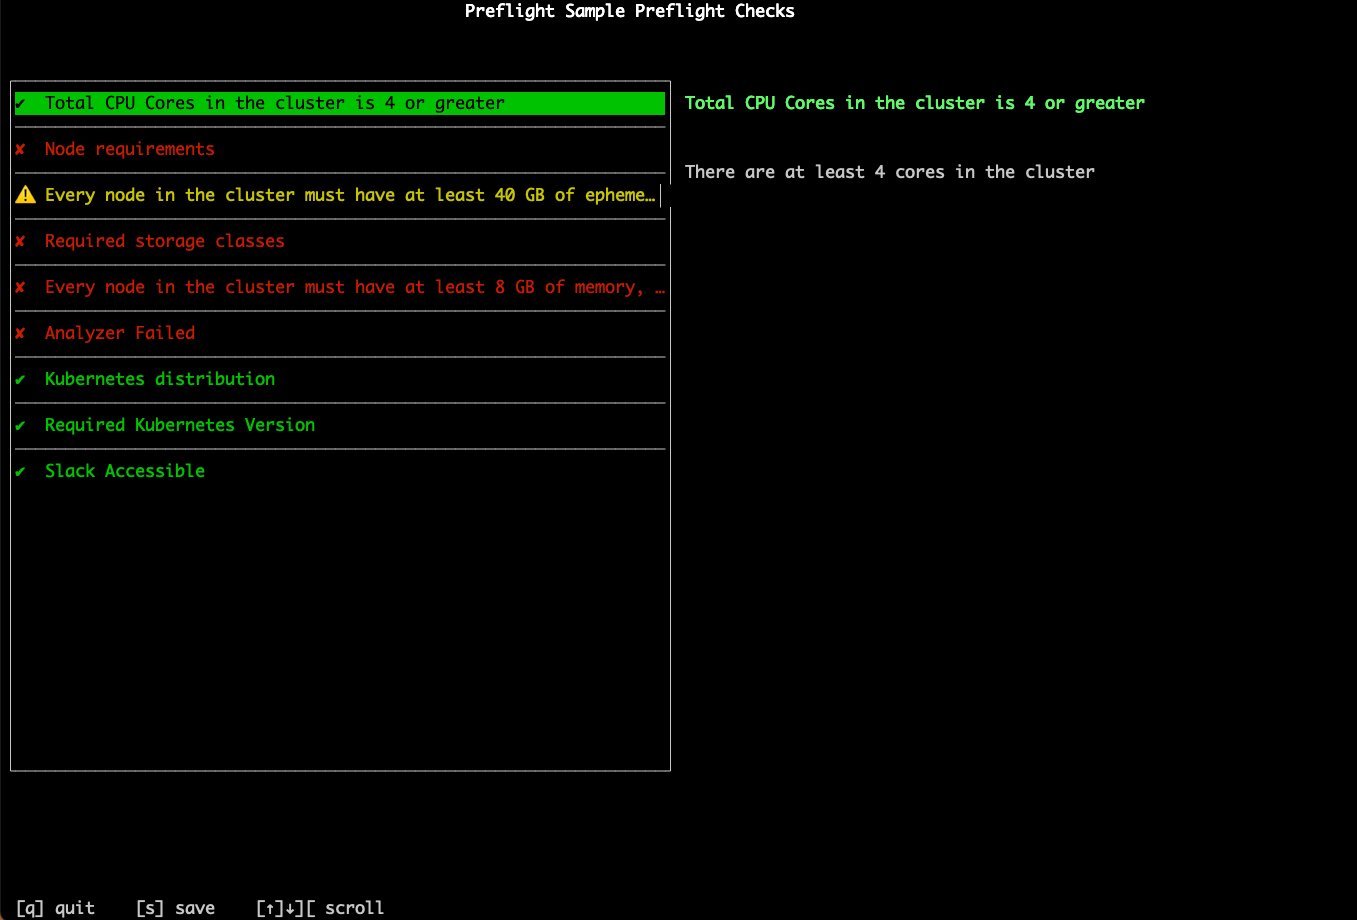 Preflight Sample Preflight Checks
✔ Total CPU Cores in the cluster is 4 or greater
✘ Node requirements
⚠ Every node in the cluster must have at least 40 GB of epheme…
✘ Required storage classes
✘ Every node in the cluster must have at least 8 GB of memory, …
✘ Analyzer Failed
✔ Kubernetes distribution
✔ Required Kubernetes Version
✔ Slack Accessible
Total CPU Cores in the cluster is 4 or greater
There are at least 4 cores in the cluster
[q] quit [s] save [↑]↓][ scroll